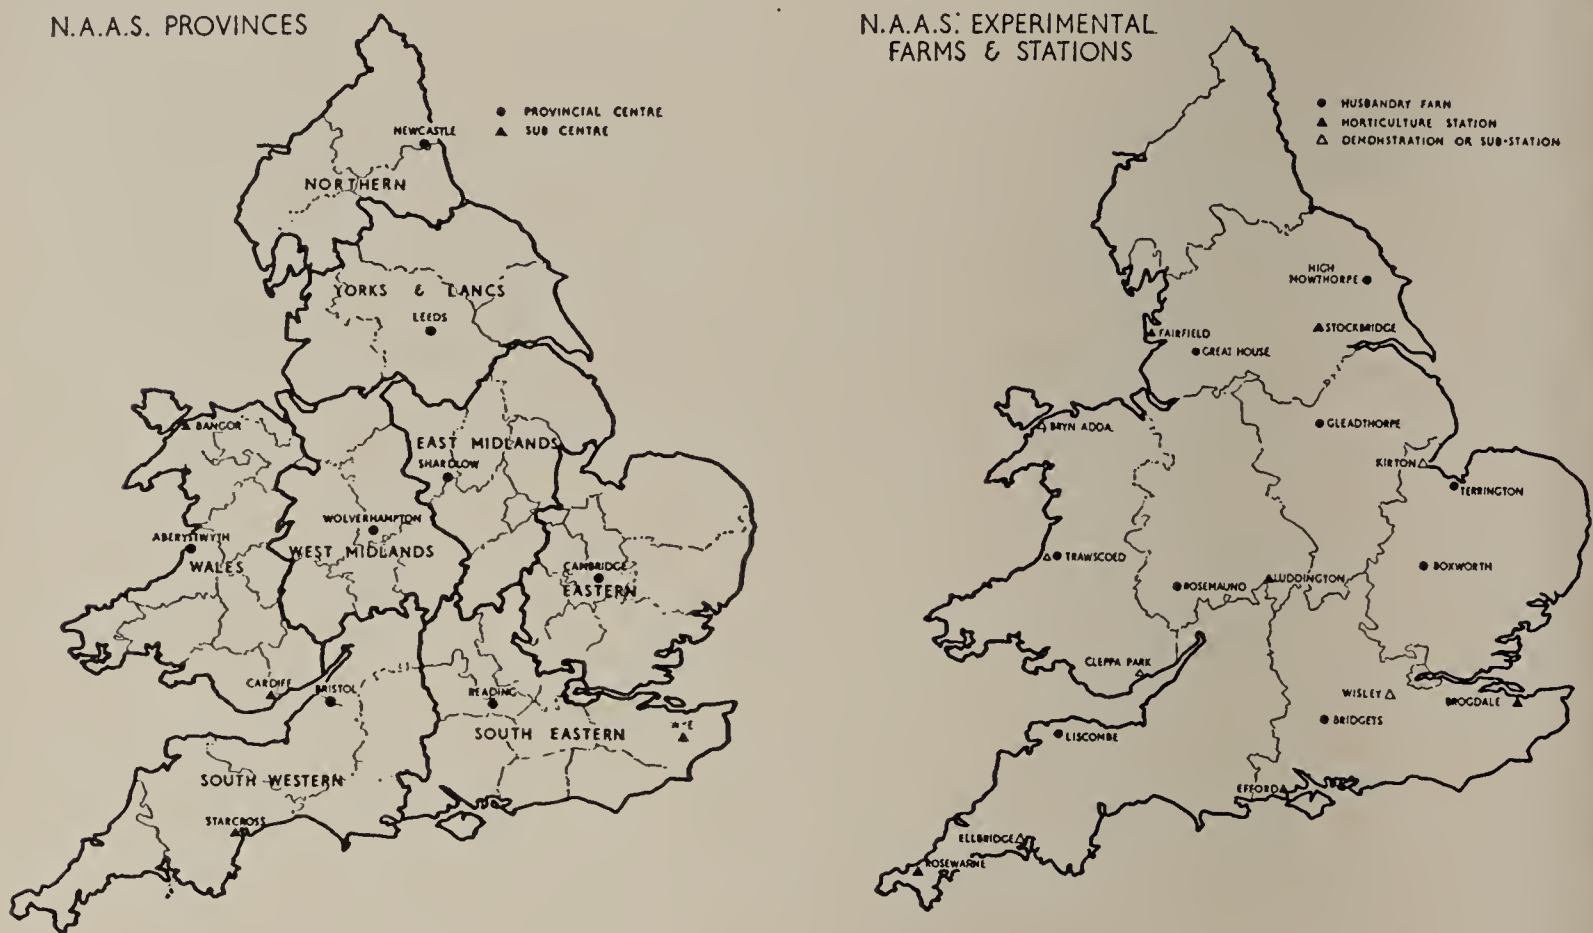 N.A.A.S. PROVINCES
● PROVINCIAL CENTRE
▲ SUB CENTRE
NEWCASTLE
NORTHERN
YORKS & LANCS
LEEDS
BANGOR
EAST MIDLANDS
SHARDLOW
WOLVERHAMPTON
ABERYSTWYTH
WEST MIDLANDS
WALES
CAMBRIDGE
EASTERN
CARDIFF
BRISTOL
READING
SOUTH EASTERN
SOUTH WESTERN
STARCROSS
N.A.A.S. EXPERIMENTAL
FARMS & STATIONS
● HUSBANDRY FARM
▲ HORTICULTURE STATION
△ DEMONSTRATION OR SUB-STATION
HIGH
MOWTHORPE
FAIRFIELD
STOCKBRIDGE
GREAT HOUSE
BRYN ADDA.
GLEADTHORPE
KIRTON
TERRINGTON
TRAWSCOED
BOXWORTH
ROSEMAUND
LUDDINGTON
CLEPPA PARK
WISLEY
BROGDALE
LISCOMBE
BRIDGETS
EFFORD
ELLBRIDGE
ROSEWARNE